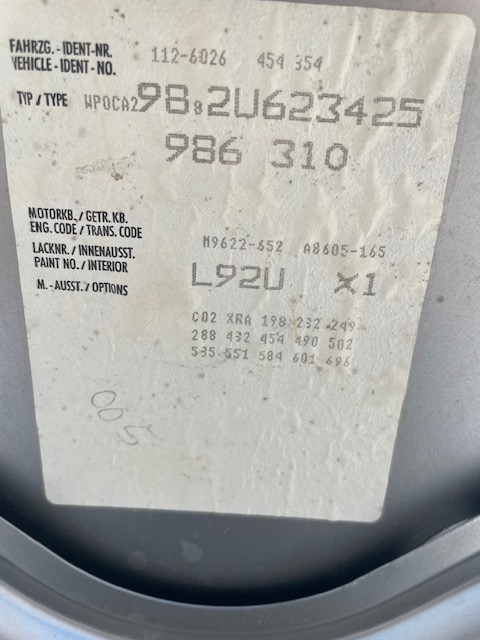 FAHRZG.-IDENT-NR. 112-6026 454 354
VEHICLE-IDENT-NO.
TYP/TYPE WP0CA298₈2U623425
986 310
MOTORKB./GETR.KB.
ENG.CODE/TRANS.CODE M9622-652 A8605-165
LACKNR./INNENAUSST.
PAINT NO./INTERIOR L92U X1
M.-AUSST./OPTIONS
C02 XRA 198 232 249
288 432 454 490 502
535 551 584 601 696
005